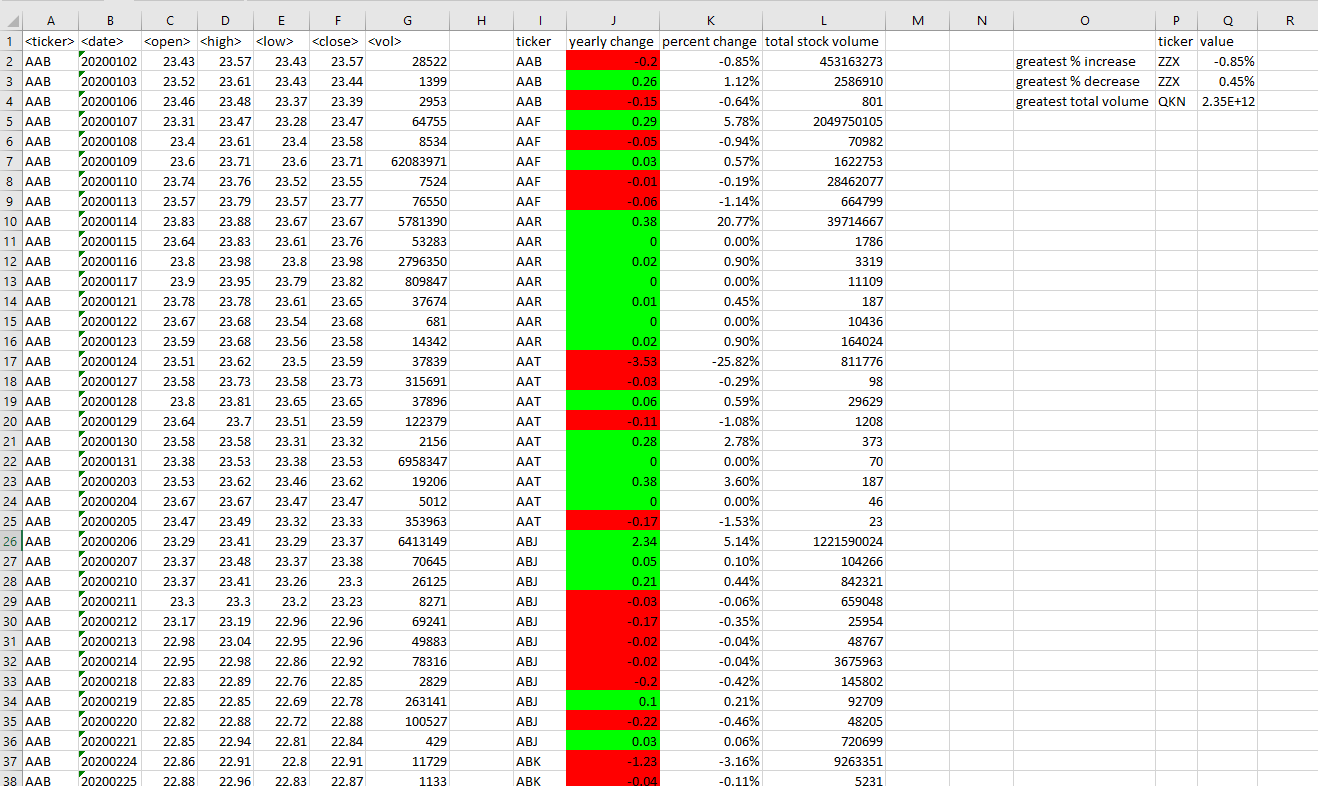 A B C D E F G H I J K L M N O P Q R
1 <ticker> <date> <open> <high> <low> <close> <vol> ticker yearly change percent change total stock volume ticker value
2 AAB 20200102 23.43 23.57 23.43 23.57 28522 AAB -0.2 -0.85% 453163273 greatest % increase ZZX -0.85%
3 AAB 20200103 23.52 23.61 23.43 23.44 1399 AAB 0.26 1.12% 2586910 greatest % decrease ZZX 0.45%
4 AAB 20200106 23.46 23.48 23.37 23.39 2953 AAB -0.15 -0.64% 801 greatest total volume QKN 2.35E+12
5 AAB 20200107 23.31 23.47 23.28 23.47 64755 AAF 0.29 5.78% 2049750105
6 AAB 20200108 23.4 23.61 23.4 23.58 8534 AAF -0.05 -0.94% 70982
7 AAB 20200109 23.6 23.71 23.6 23.71 62083971 AAF 0.03 0.57% 1622753
8 AAB 20200110 23.74 23.76 23.52 23.55 7524 AAF -0.01 -0.19% 28462077
9 AAB 20200113 23.57 23.79 23.57 23.77 76550 AAF -0.06 -1.14% 664799
10 AAB 20200114 23.83 23.88 23.67 23.67 5781390 AAR 0.38 20.77% 39714667
11 AAB 20200115 23.64 23.83 23.61 23.76 53283 AAR 0 0.00% 1786
12 AAB 20200116 23.8 23.98 23.8 23.98 2796350 AAR 0.02 0.90% 3319
13 AAB 20200117 23.9 23.95 23.79 23.82 809847 AAR 0 0.00% 11109
14 AAB 20200121 23.78 23.78 23.61 23.65 37674 AAR 0.01 0.45% 187
15 AAB 20200122 23.67 23.68 23.54 23.68 681 AAR 0 0.00% 10436
16 AAB 20200123 23.59 23.68 23.56 23.58 14342 AAR 0.02 0.90% 164024
17 AAB 20200124 23.51 23.62 23.5 23.59 37839 AAT -3.53 -25.82% 811776
18 AAB 20200127 23.58 23.73 23.58 23.73 315691 AAT -0.03 -0.29% 98
19 AAB 20200128 23.8 23.81 23.65 23.65 37896 AAT 0.06 0.59% 29629
20 AAB 20200129 23.64 23.7 23.51 23.59 122379 AAT -0.11 -1.08% 1208
21 AAB 20200130 23.58 23.58 23.31 23.32 2156 AAT 0.28 2.78% 373
22 AAB 20200131 23.38 23.53 23.38 23.53 6958347 AAT 0 0.00% 70
23 AAB 20200203 23.53 23.62 23.46 23.62 19206 AAT 0.38 3.60% 187
24 AAB 20200204 23.67 23.67 23.47 23.47 5012 AAT 0 0.00% 46
25 AAB 20200205 23.47 23.49 23.32 23.33 353963 AAT -0.17 -1.53% 23
26 AAB 20200206 23.29 23.41 23.29 23.37 6413149 ABJ 2.34 5.14% 1221590024
27 AAB 20200207 23.37 23.48 23.37 23.38 70645 ABJ 0.05 0.10% 104266
28 AAB 20200210 23.37 23.41 23.26 23.3 26125 ABJ 0.21 0.44% 842321
29 AAB 20200211 23.3 23.3 23.2 23.23 8271 ABJ -0.03 -0.06% 659048
30 AAB 20200212 23.17 23.19 22.96 22.96 69241 ABJ -0.17 -0.35% 25954
31 AAB 20200213 22.98 23.04 22.95 22.96 49883 ABJ -0.02 -0.04% 48767
32 AAB 20200214 22.95 22.98 22.86 22.92 78316 ABJ -0.02 -0.04% 3675963
33 AAB 20200218 22.83 22.89 22.76 22.85 2829 ABJ -0.2 -0.42% 145802
34 AAB 20200219 22.85 22.85 22.69 22.78 263141 ABJ 0.1 0.21% 92709
35 AAB 20200220 22.82 22.88 22.72 22.88 100527 ABJ -0.22 -0.46% 48205
36 AAB 20200221 22.85 22.94 22.81 22.84 429 ABJ 0.03 0.06% 720699
37 AAB 20200224 22.86 22.91 22.8 22.91 11729 ABK -1.23 -3.16% 9263351
38 AAB 20200225 22.88 22.96 22.83 22.87 1133 ABK -0.04 -0.11% 5231